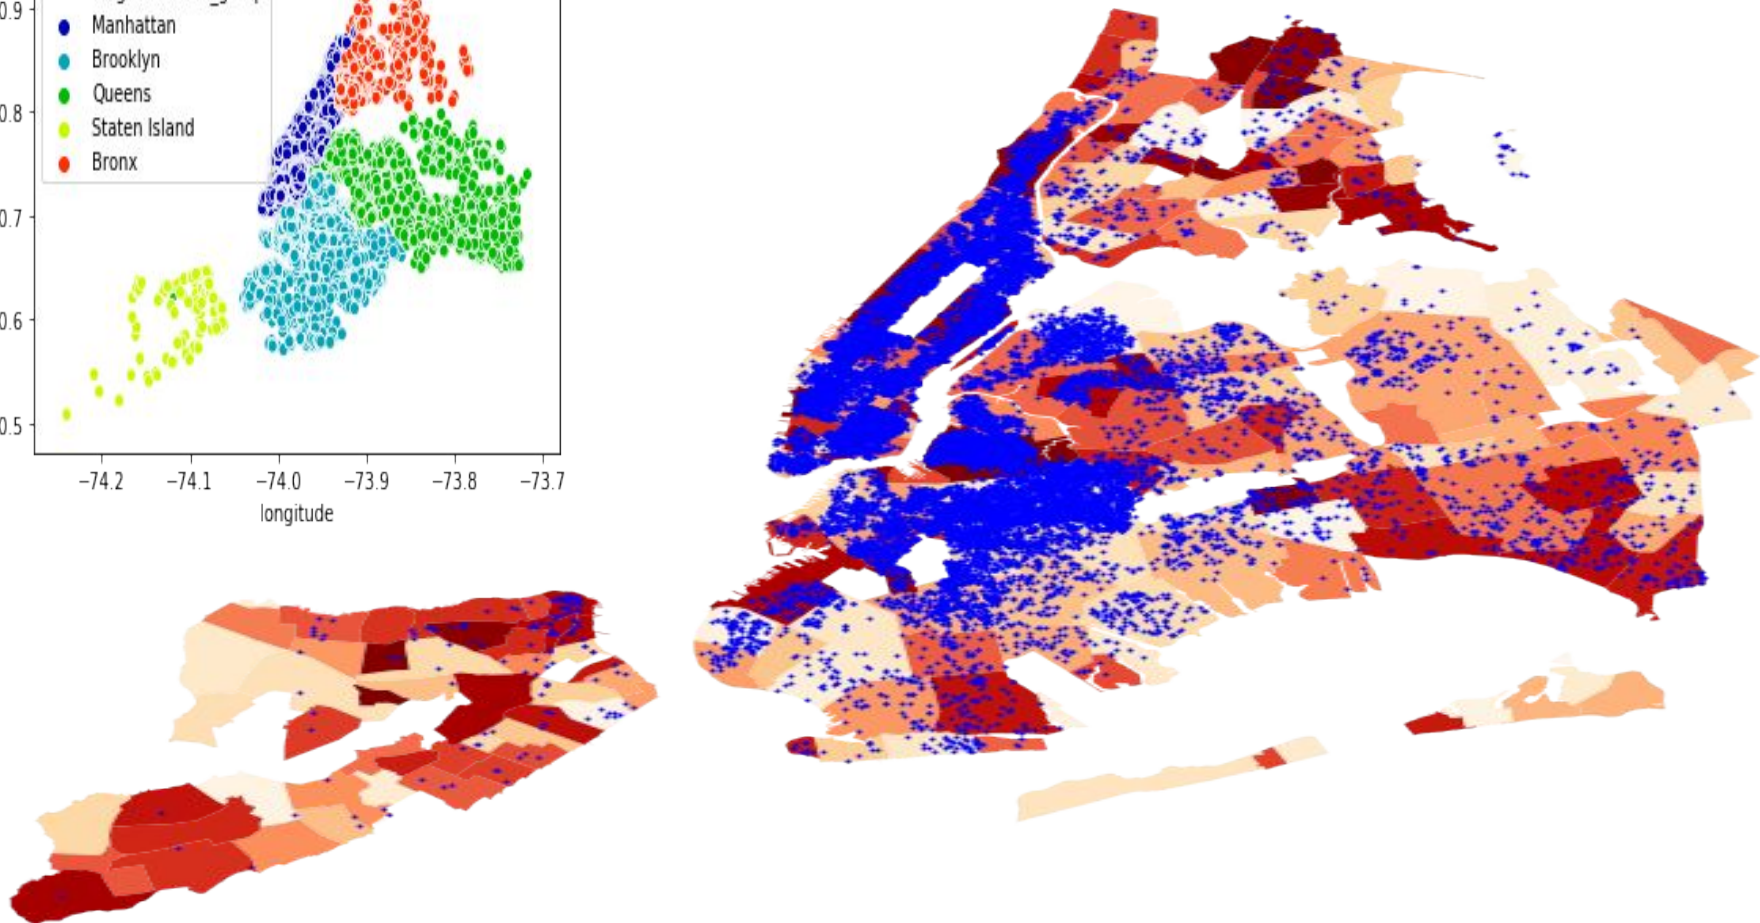 Manhattan
Brooklyn
Queens
Staten Island
Bronx
0.9
0.8
0.7
0.6
0.5
−74.2 −74.1 −74.0 −73.9 −73.8 −73.7
longitude